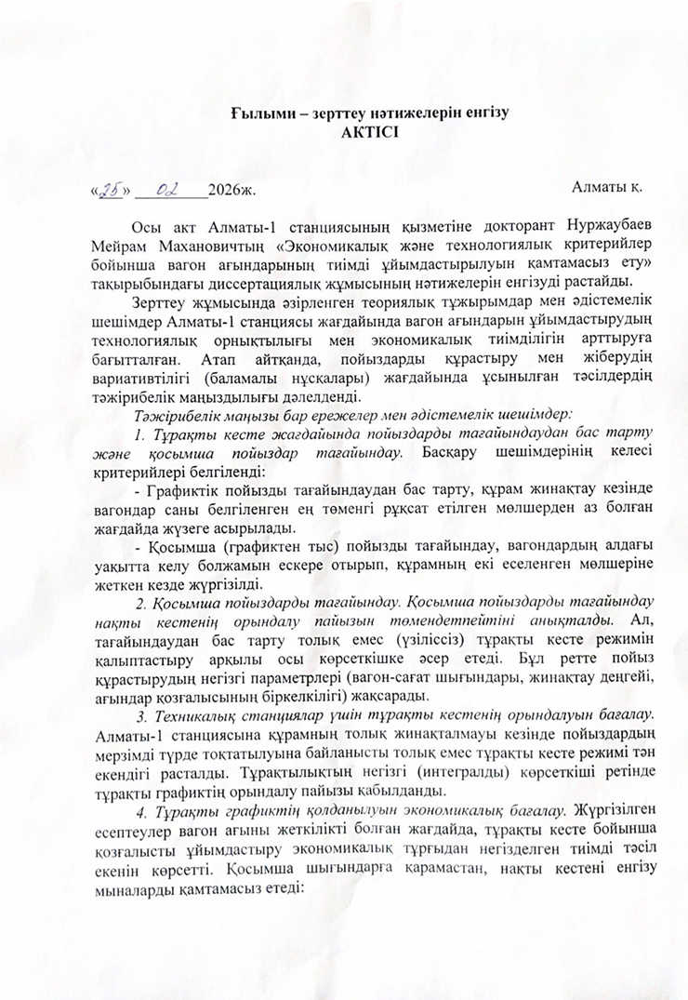 Ғылыми – зерттеу нәтижелерін енгізу
АКТІСІ
«25» 02 2026ж. Алматы қ.
Осы акт Алматы-1 станциясының қызметіне докторант Нуржаубаев
Мейрам Махановичтың «Экономикалық және технологиялық критерийлер
бойынша вагон ағындарының тиімді ұйымдастырылуын қамтамасыз ету»
тақырыбындағы диссертациялық жұмысының нәтижелерін енгізуді растайды.
Зерттеу жұмысында әзірленген теориялық тұжырымдар мен әдістемелік
шешімдер Алматы-1 станциясы жағдайында вагон ағындарын ұйымдастырудың
технологиялық орнықтылығы мен экономикалық тиімділігін арттыруға
бағытталған. Атап айтқанда, пойыздарды құрастыру мен жіберудің
вариативтілігі (баламалы нұсқалары) жағдайында ұсынылған тәсілдердің
тәжірибелік маңыздылығы дәлелденді.
Тәжірибелік маңызы бар ережелер мен әдістемелік шешімдер:
1. Тұрақты кесте жағдайында пойыздарды тағайындаудан бас тарту
және қосымша пойыздар тағайындау. Басқару шешімдерінің келесі
критерийлері белгіленді:
- Графиктік пойызды тағайындаудан бас тарту, құрам жинақтау кезінде
вагондар саны белгіленген ең төменгі рұқсат етілген мөлшерден аз болған
жағдайда жүзеге асырылады.
- Қосымша (графиктен тыс) пойызды тағайындау, вагондардың алдағы
уақытта келу болжамын ескере отырып, құрамның екі еселенген мөлшеріне
жеткен кезде жүргізілді.
2. Қосымша пойыздарды тағайындау. Қосымша пойыздарды тағайындау
нақты кестенің орындалу пайызын төмендетпейтіні анықталды. Ал,
тағайындаудан бас тарту толық емес (үзіліссіз) тұрақты кесте режимін
қалыптастыру арқылы осы көрсеткішке әсер етеді. Бұл ретте пойыз
құрастырудың негізгі параметрлері (вагон-сағат шығындары, жинақтау деңгейі,
ағындар қозғалысының біркелкілігі) жақсарады.
3. Техникалық станциялар үшін тұрақты кестенің орындалуын бағалау.
Алматы-1 станциясына құрамның толық жинақталмауы кезінде пойыздардың
мерзімді түрде тоқтатылуына байланысты толық емес тұрақты кесте режимі тән
екендігі расталды. Тұрақтылықтың негізгі (интегралды) көрсеткіші ретінде
тұрақты графиктің орындалу пайызы қабылданды.
4. Тұрақты графиктің қолданылуын экономикалық бағалау. Жүргізілген
есептеулер вагон ағыны жеткілікті болған жағдайда, тұрақты кесте бойынша
қозғалысты ұйымдастыру экономикалық тұрғыдан негізделген тиімді тәсіл
екенін көрсетті. Қосымша шығындарға қарамастан, нақты кестені енгізу
мыналарды қамтамасыз етеді: